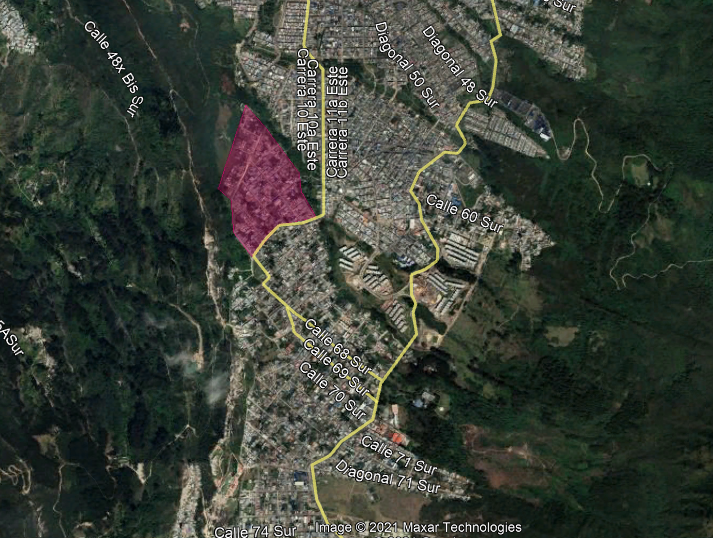 Sur
Calle 48x Bis Sur
Diagonal 50 Sur
Diagonal 48 Sur
Carrera 10 Este
Carrera 10a Este
Carrera 11a Este
Carrera 11b Este
Calle 60 Sur
5ASur
Calle 68 Sur
Calle 69 Sur
Calle 70 Sur
Calle 71 Sur
Diagonal 71 Sur
Calle 74 Sur
Image © 2021 Maxar Technologies